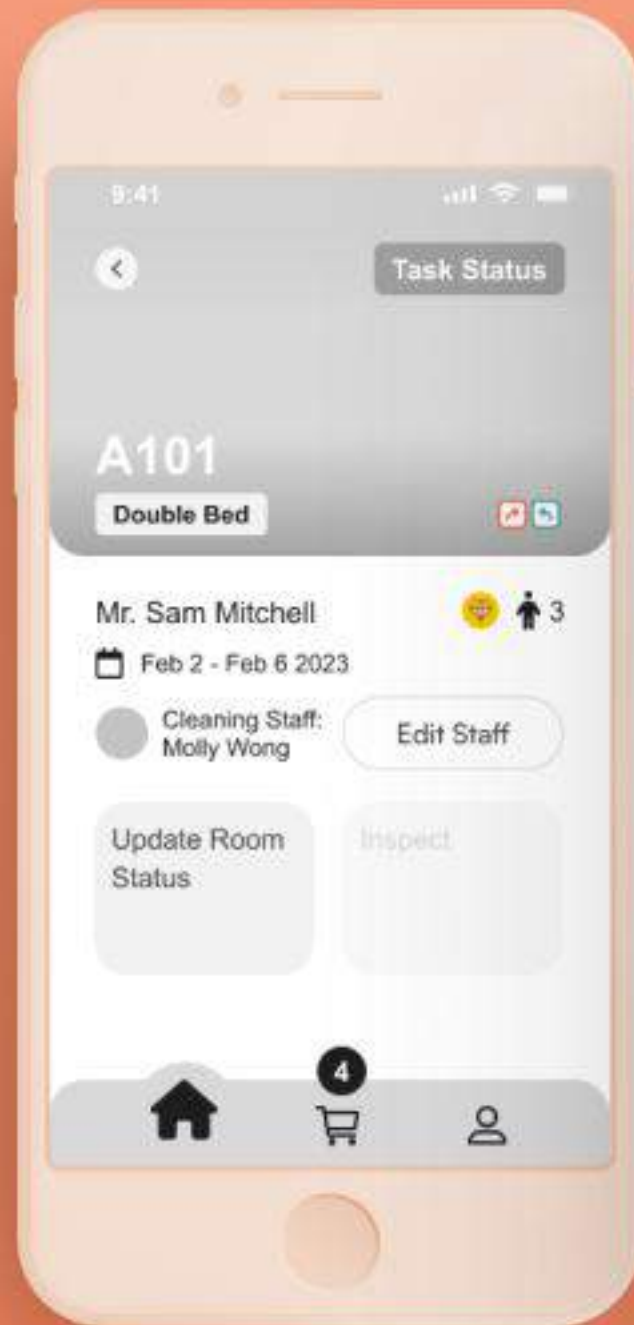 9:41
Task Status
A101
Double Bed
Mr. Sam Mitchell
3
Feb 2 - Feb 6 2023
Cleaning Staff:
Molly Wong
Edit Staff
Update Room
Status
Inspect
4